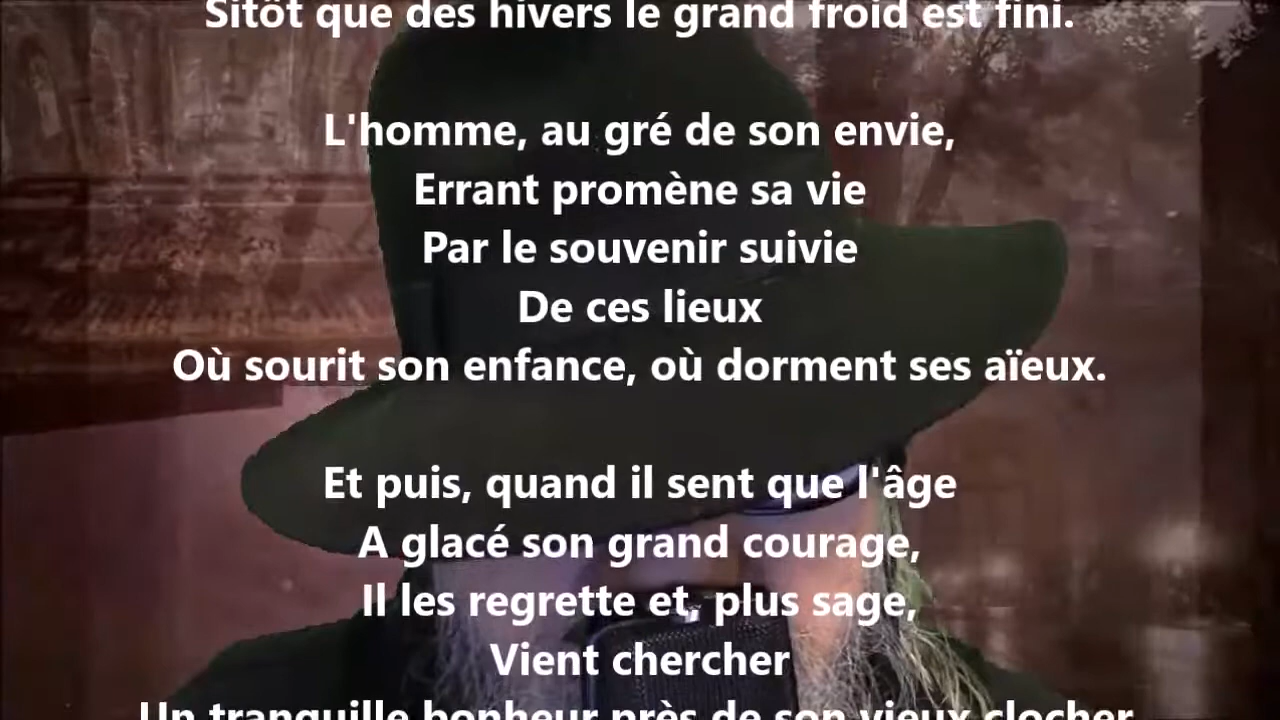 Sitôt que des hivers le grand froid est fini.
L'homme, au gré de son envie,
Errant promène sa vie
Par le souvenir suivie
De ces lieux
Où sourit son enfance, où dorment ses aïeux.
Et puis, quand il sent que l'âge
A glacé son grand courage,
Il les regrette et, plus sage,
Vient chercher
Un tranquille bonheur près de son vieux clocher.